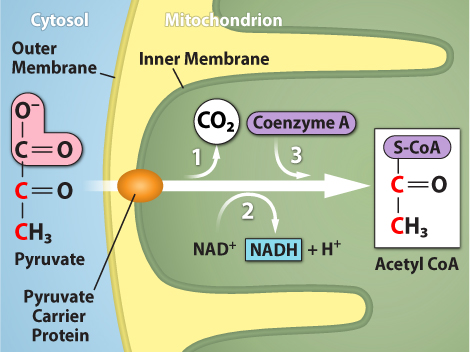 Cytosol
Mitochondrion
Outer
Membrane
Inner Membrane
O⁻
C=O
C=O
CH₃
Pyruvate
CO₂
Coenzyme A
1
3
2
NAD⁺ NADH + H⁺
S-CoA
C=O
CH₃
Acetyl CoA
Pyruvate
Carrier
Protein